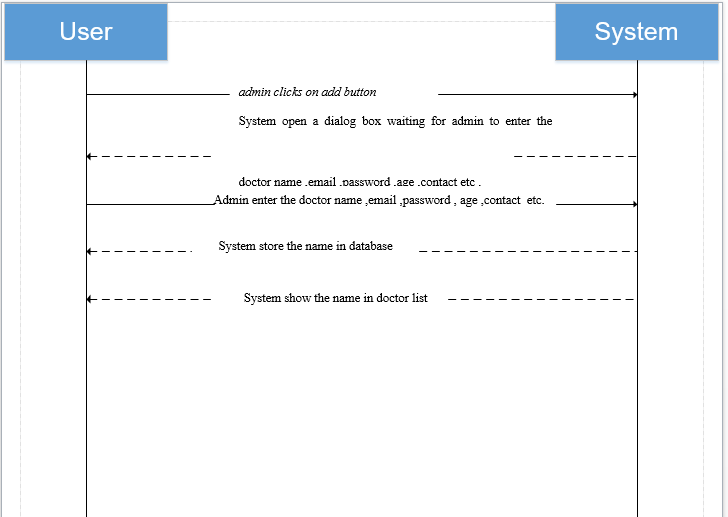 User
System
admin clicks on add button
System open a dialog box waiting for admin to enter the
doctor name ,email ,password ,age ,contact etc .
Admin enter the doctor name ,email ,password , age ,contact etc.
System store the name in database
System show the name in doctor list